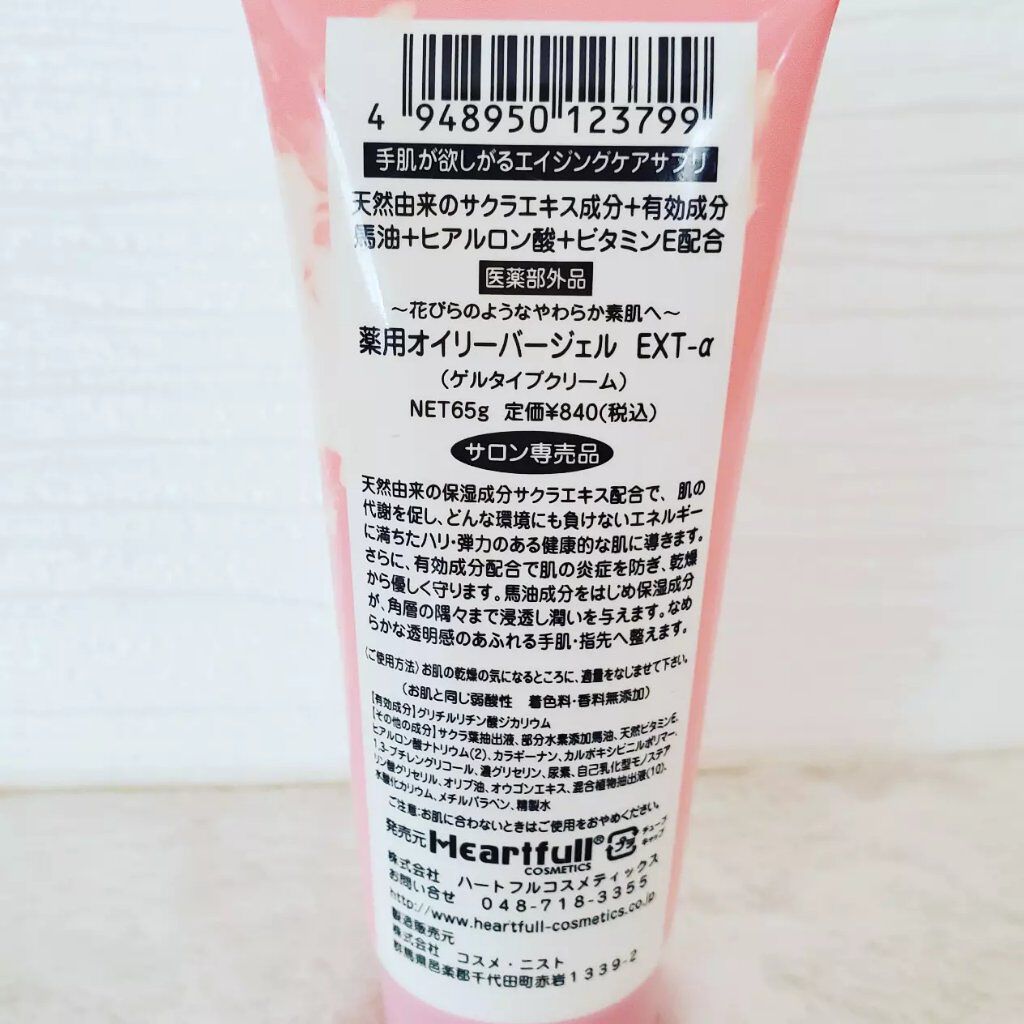 4 948950 123799
手肌が欲しがるエイジングケアサプリ
天然由来のサクラエキス成分+有効成分
馬油+ヒアルロン酸+ビタミンE配合
医薬部外品
〜花びらのようなやわらか素肌へ〜
薬用オイリーバージェル EXT-α
(ゲルタイプクリーム)
NET65g 定価¥840(税込)
サロン専売品
天然由来の保湿成分サクラエキス配合で、肌の
代謝を促し、どんな環境にも負けないエネルギー
に満ちたハリ・弾力のある健康的な肌に導きます。
さらに、有効成分配合で肌の炎症を防ぎ、乾燥
から優しく守ります。馬油成分をはじめ保湿成分
が、角層の隅々まで浸透し潤いを与えます。なめ
らかな透明感のあふれる手肌・指先へ整えます。
〈ご使用方法〉お肌の乾燥の気になるところに、適量をなじませて下さい。
(お肌と同じ弱酸性 着色料・香料無添加)
[有効成分]グリチルリチン酸ジカリウム
[その他の成分]サクラ葉抽出液、部分水素添加馬油、天然ビタミンE、
ヒアルロン酸ナトリウム(2)、カラギーナン、カルボキシビニルポリマー、
1,3-ブチレングリコール、濃グリセリン、尿素、自己乳化型モノステア
リン酸グリセリル、オリブ油、オウゴンエキス、混合植物抽出液(10)、
水酸化カリウム、メチルパラベン、精製水
ご注意:お肌に合わないときはご使用をおやめください。
発売元 Heartfull® プラ チューブ キャップ
COSMETICS
株式会社 ハートフルコスメティックス
お問い合せ 048-718-3355
http://www.heartfull-cosmetics.co.jp
製造販売元
株式会社 コスメ・ニスト
群馬県邑楽郡千代田町赤岩1339-2